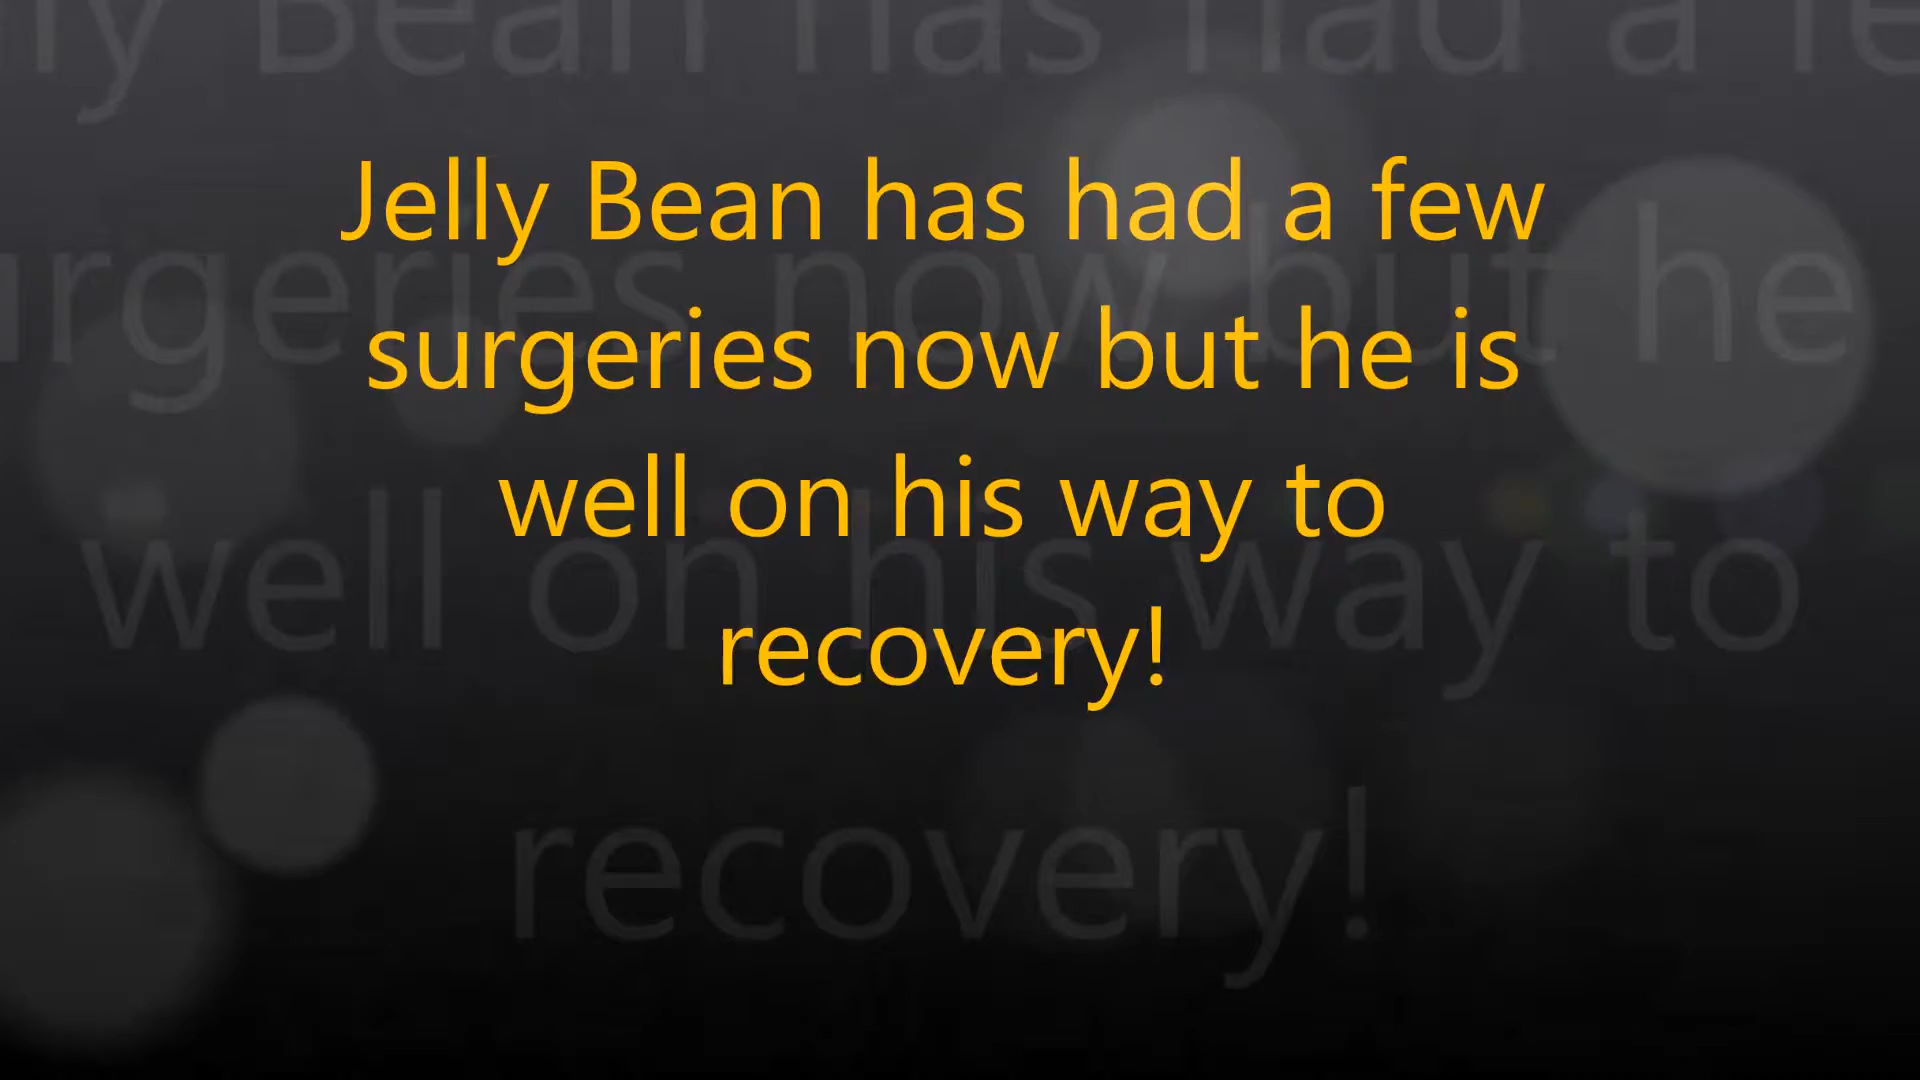 Jelly Bean has had a few
surgeries now but he is
well on his way to
recovery!